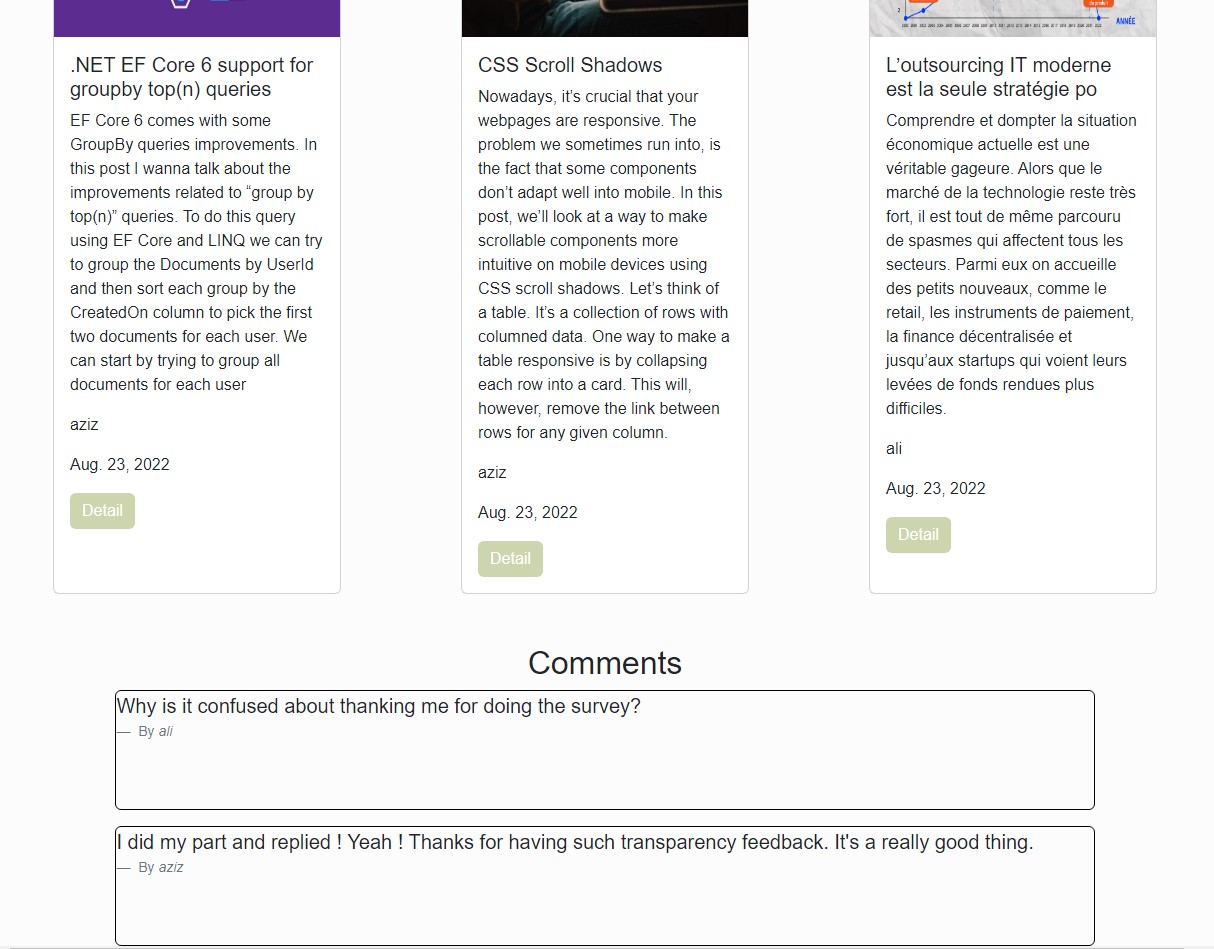 2
du produit
ANNÉE
.NET EF Core 6 support for
groupby top(n) queries
EF Core 6 comes with some
GroupBy queries improvements. In
this post I wanna talk about the
improvements related to “group by
top(n)” queries. To do this query
using EF Core and LINQ we can try
to group the Documents by UserId
and then sort each group by the
CreatedOn column to pick the first
two documents for each user. We
can start by trying to group all
documents for each user
aziz
Aug. 23, 2022
Detail
CSS Scroll Shadows
Nowadays, it’s crucial that your
webpages are responsive. The
problem we sometimes run into, is
the fact that some components
don’t adapt well into mobile. In this
post, we’ll look at a way to make
scrollable components more
intuitive on mobile devices using
CSS scroll shadows. Let’s think of
a table. It’s a collection of rows with
columned data. One way to make a
table responsive is by collapsing
each row into a card. This will,
however, remove the link between
rows for any given column.
aziz
Aug. 23, 2022
Detail
L’outsourcing IT moderne
est la seule stratégie po
Comprendre et dompter la situation
économique actuelle est une
véritable gageure. Alors que le
marché de la technologie reste très
fort, il est tout de même parcouru
de spasmes qui affectent tous les
secteurs. Parmi eux on accueille
des petits nouveaux, comme le
retail, les instruments de paiement,
la finance décentralisée et
jusqu’aux startups qui voient leurs
levées de fonds rendues plus
difficiles.
ali
Aug. 23, 2022
Detail
Comments
Why is it confused about thanking me for doing the survey?
— By ali
I did my part and replied ! Yeah ! Thanks for having such transparency feedback. It's a really good thing.
— By aziz